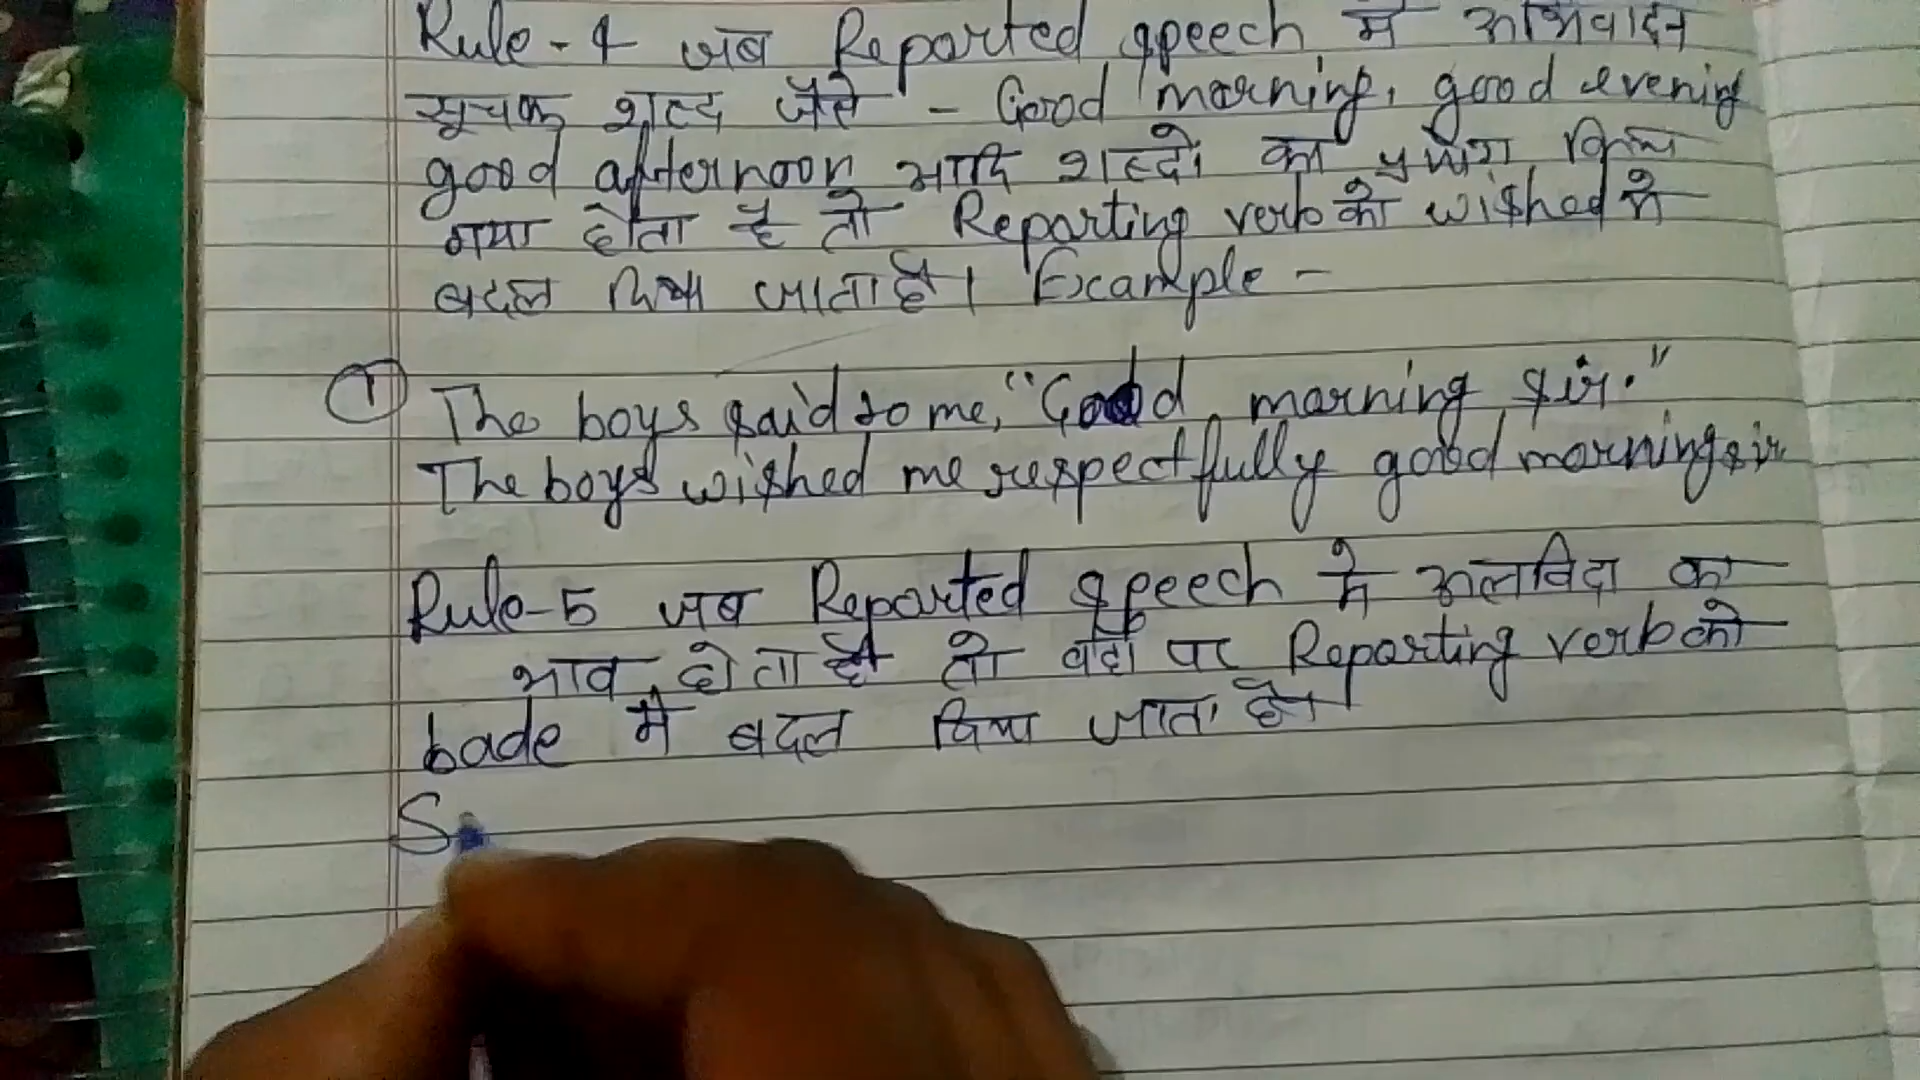 Rule-4 जब Reported speech में अभिवादन
सूचक शब्द जैसे - Good morning, good evening
good afternoon आदि शब्दों का प्रयोग किया
गया होता है तो Reporting verb को wished में
बदल दिया जाता है। Example -
① The boys said to me, "Good morning sir."
The boys wished me respectfully good morning sir
Rule-5 जब Reported speech में अलविदा का
भाव होता है तो वहाँ पर Reporting verb को
bade में बदल दिया जाता है।
S